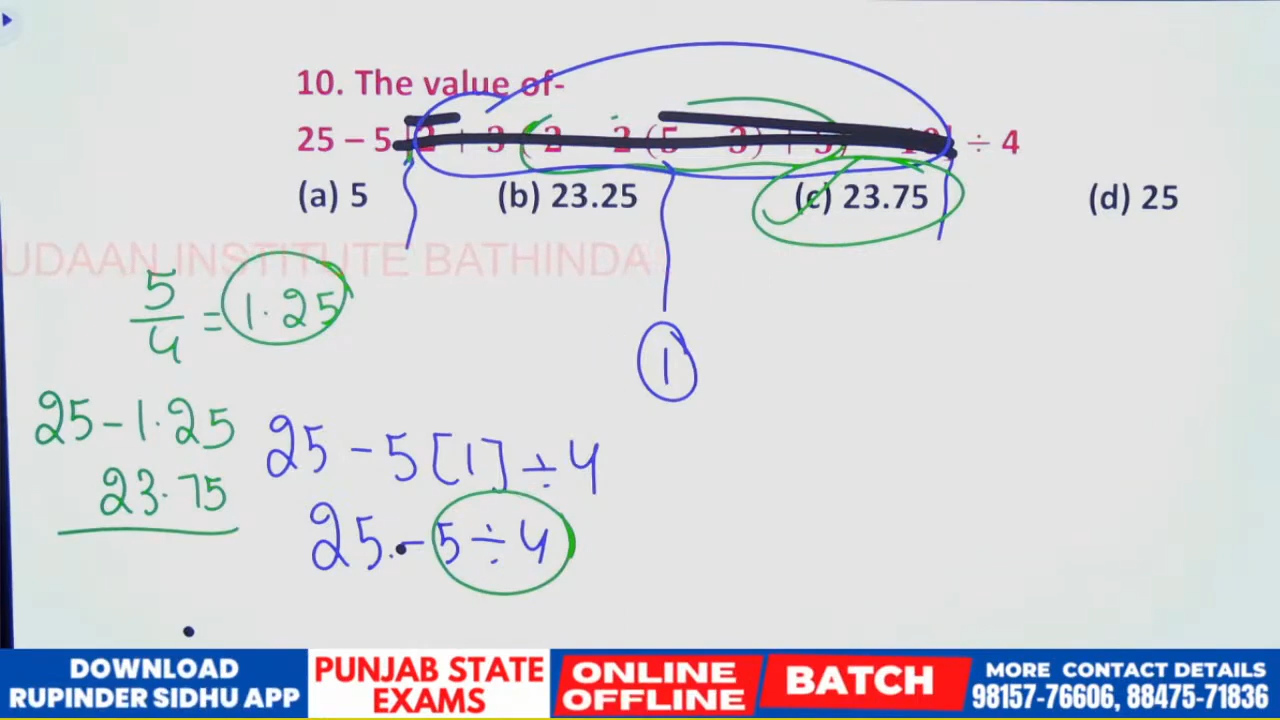 10. The value of-
25 – 5 [2 + 3 (2 – 2 (5 – 3) + 5) – 10] ÷ 4
(a) 5 (b) 23.25 (c) 23.75 (d) 25
UDAAN INSTITUTE BATHINDA
5/4 = 1.25
1
25 - 1.25
23.75
25 - 5 [1] ÷ 4
25 - 5 ÷ 4
DOWNLOAD
RUPINDER SIDHU APP
PUNJAB STATE
EXAMS
ONLINE
OFFLINE
BATCH
MORE CONTACT DETAILS
98157-76606, 88475-71836